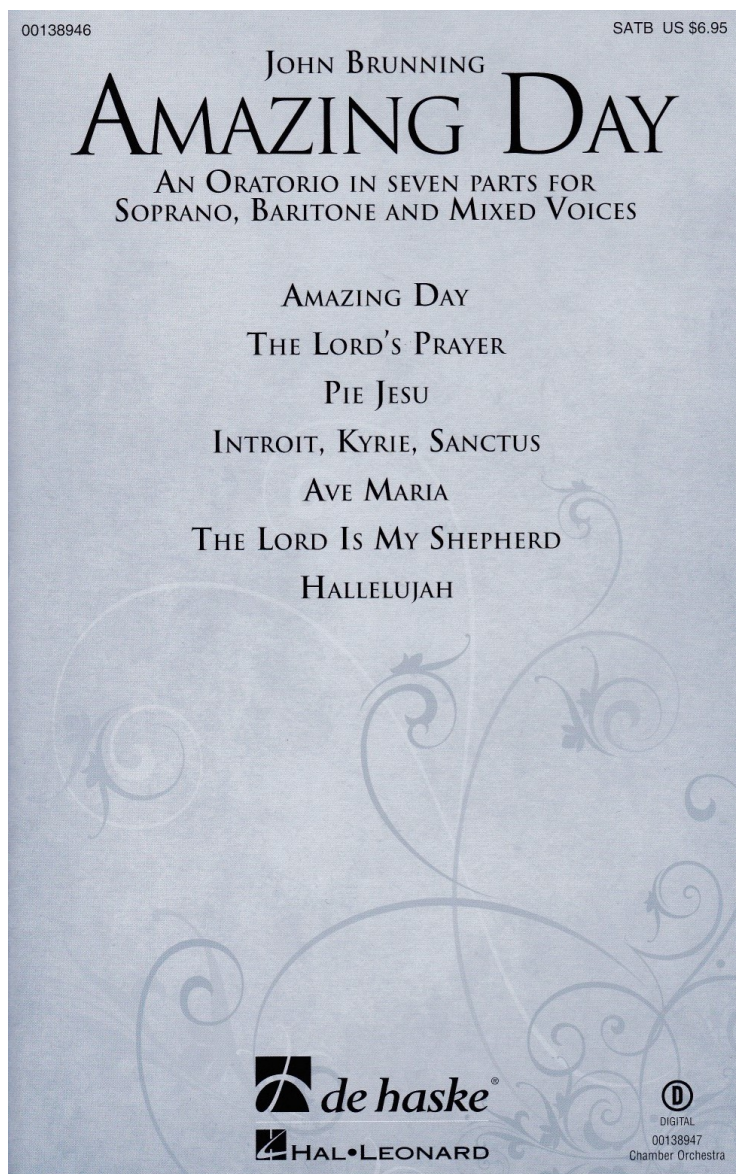 00138946
SATB US $6.95
JOHN BRUNNING
AMAZING DAY
AN ORATORIO IN SEVEN PARTS FOR
SOPRANO, BARITONE AND MIXED VOICES
AMAZING DAY
THE LORD'S PRAYER
PIE JESU
INTROIT, KYRIE, SANCTUS
AVE MARIA
THE LORD IS MY SHEPHERD
HALLELUJAH
de haske®
HAL•LEONARD
D
DIGITAL
00138947
Chamber Orchestra